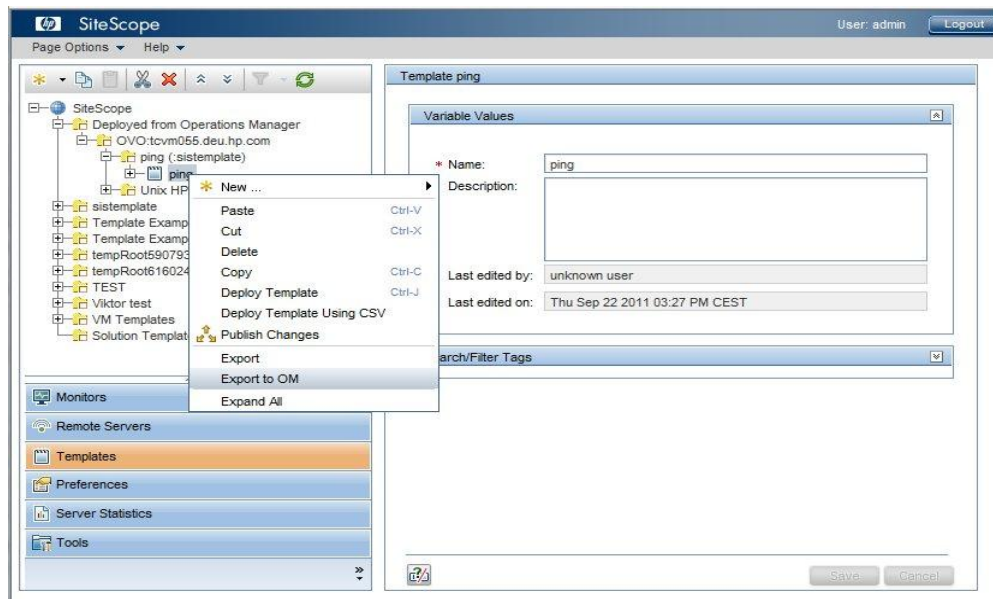 hp SiteScope
User: admin
Logout
Page Options
Help
SiteScope
Deployed from Operations Manager
OVO:tcvm055.deu.hp.com
ping (:sistemplate)
ping
Unix HP
sistemplate
Template Examp
Template Examp
tempRoot590793
tempRoot616024
TEST
Viktor test
VM Templates
Solution Templat
New ...
Paste Ctrl-V
Cut Ctrl-X
Delete
Copy Ctrl-C
Deploy Template Ctrl-J
Deploy Template Using CSV
Publish Changes
Export
Export to OM
Expand All
Monitors
Remote Servers
Templates
Preferences
Server Statistics
Tools
Template ping
Variable Values
* Name: ping
Description:
Last edited by: unknown user
Last edited on: Thu Sep 22 2011 03:27 PM CEST
arch/Filter Tags
Save
Cancel